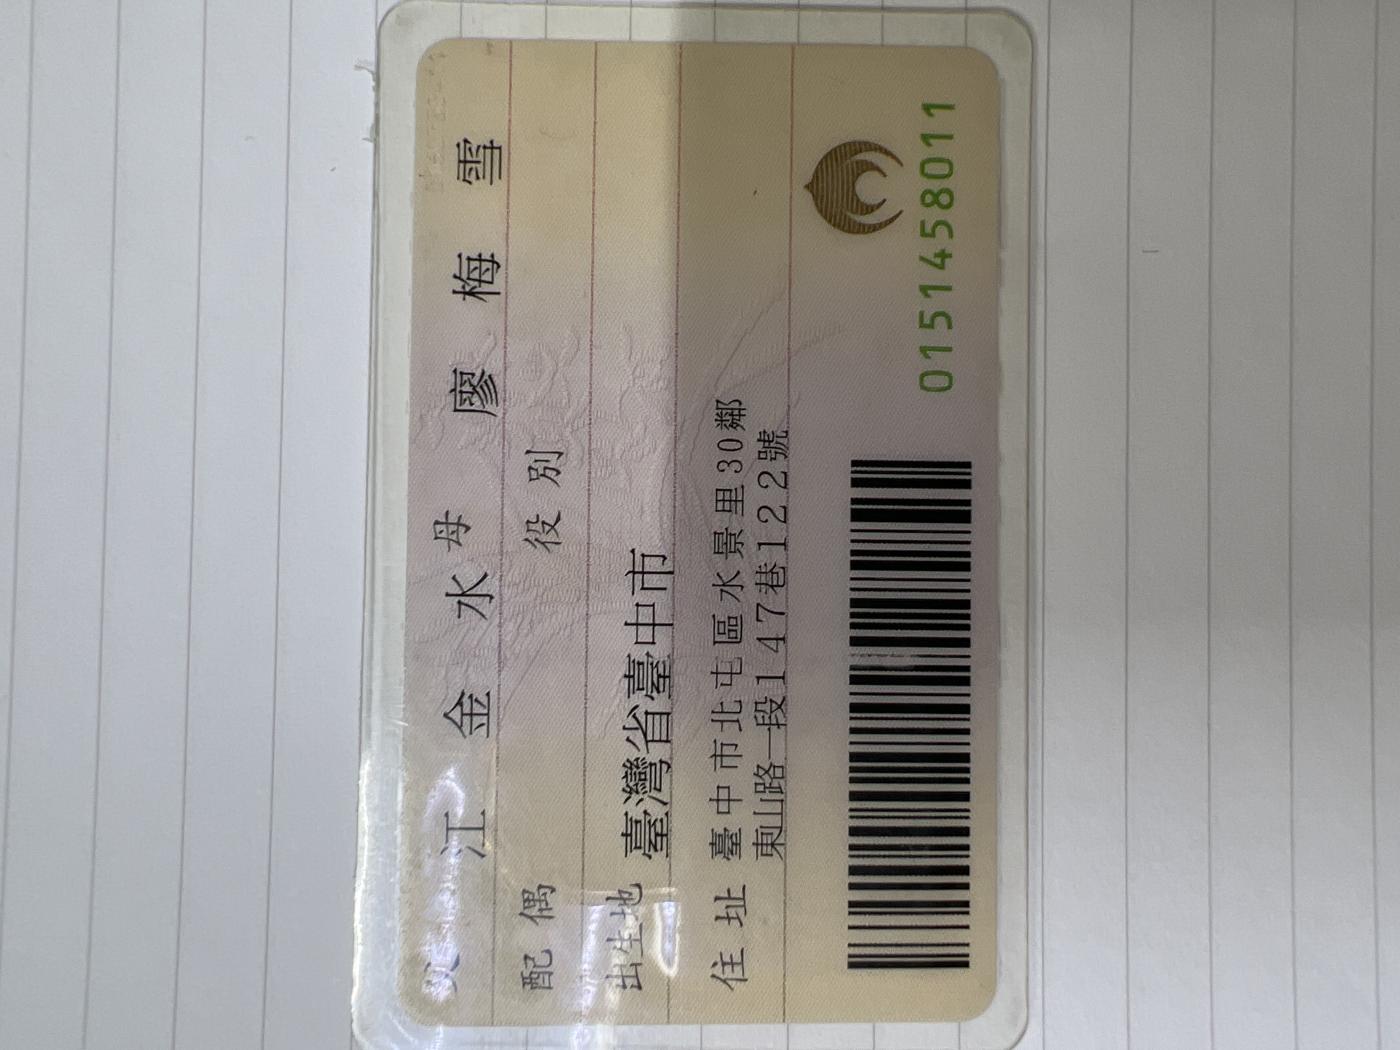 父 江金水 母 廖梅雪
配偶 役別
出生地 臺灣省臺中市
住址 臺中市北屯區水景里30鄰
東山路一段147巷122號
0151458011